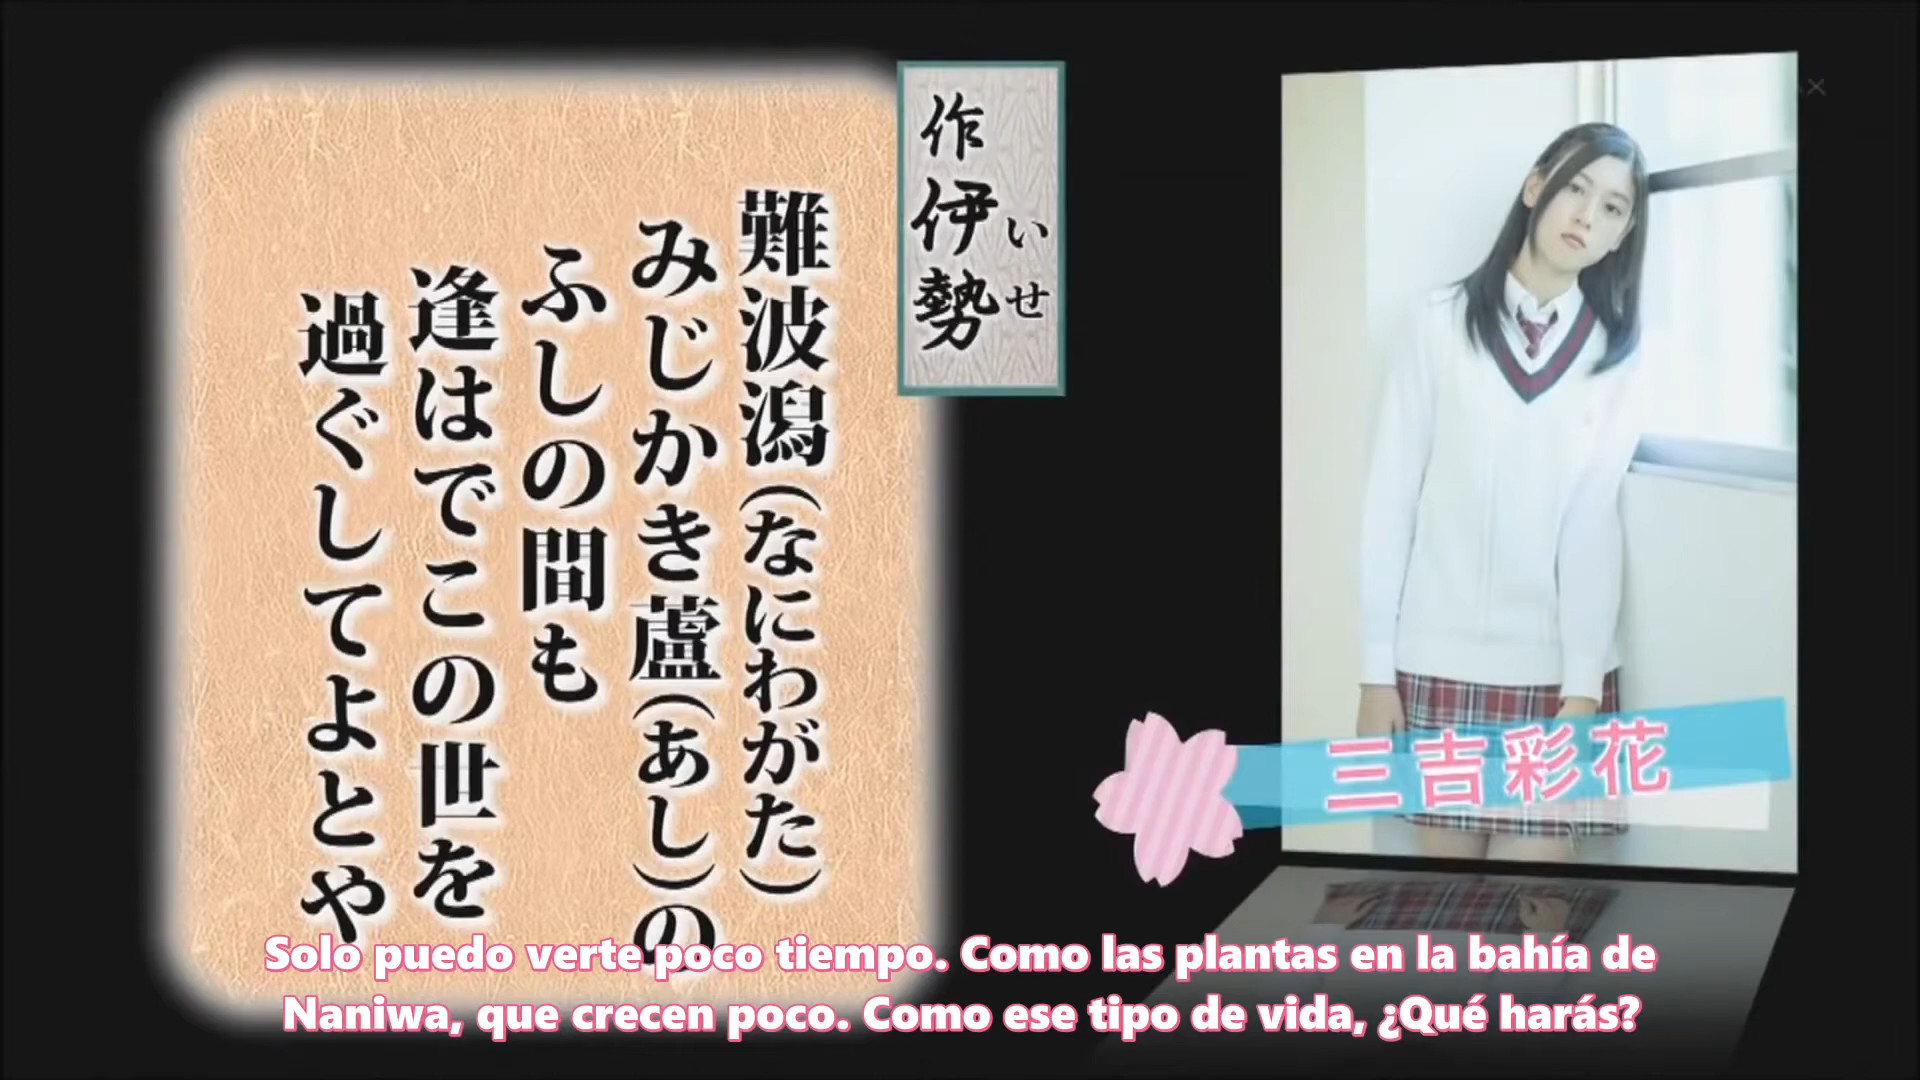 作 伊勢
いせ
難波潟(なにわがた)
みじかき蘆(あし)の
ふしの間も
逢はでこの世を
過ぐしてよとや
三吉彩花
Solo puedo verte poco tiempo. Como las plantas en la bahía de
Naniwa, que crecen poco. Como ese tipo de vida, ¿Qué harás?